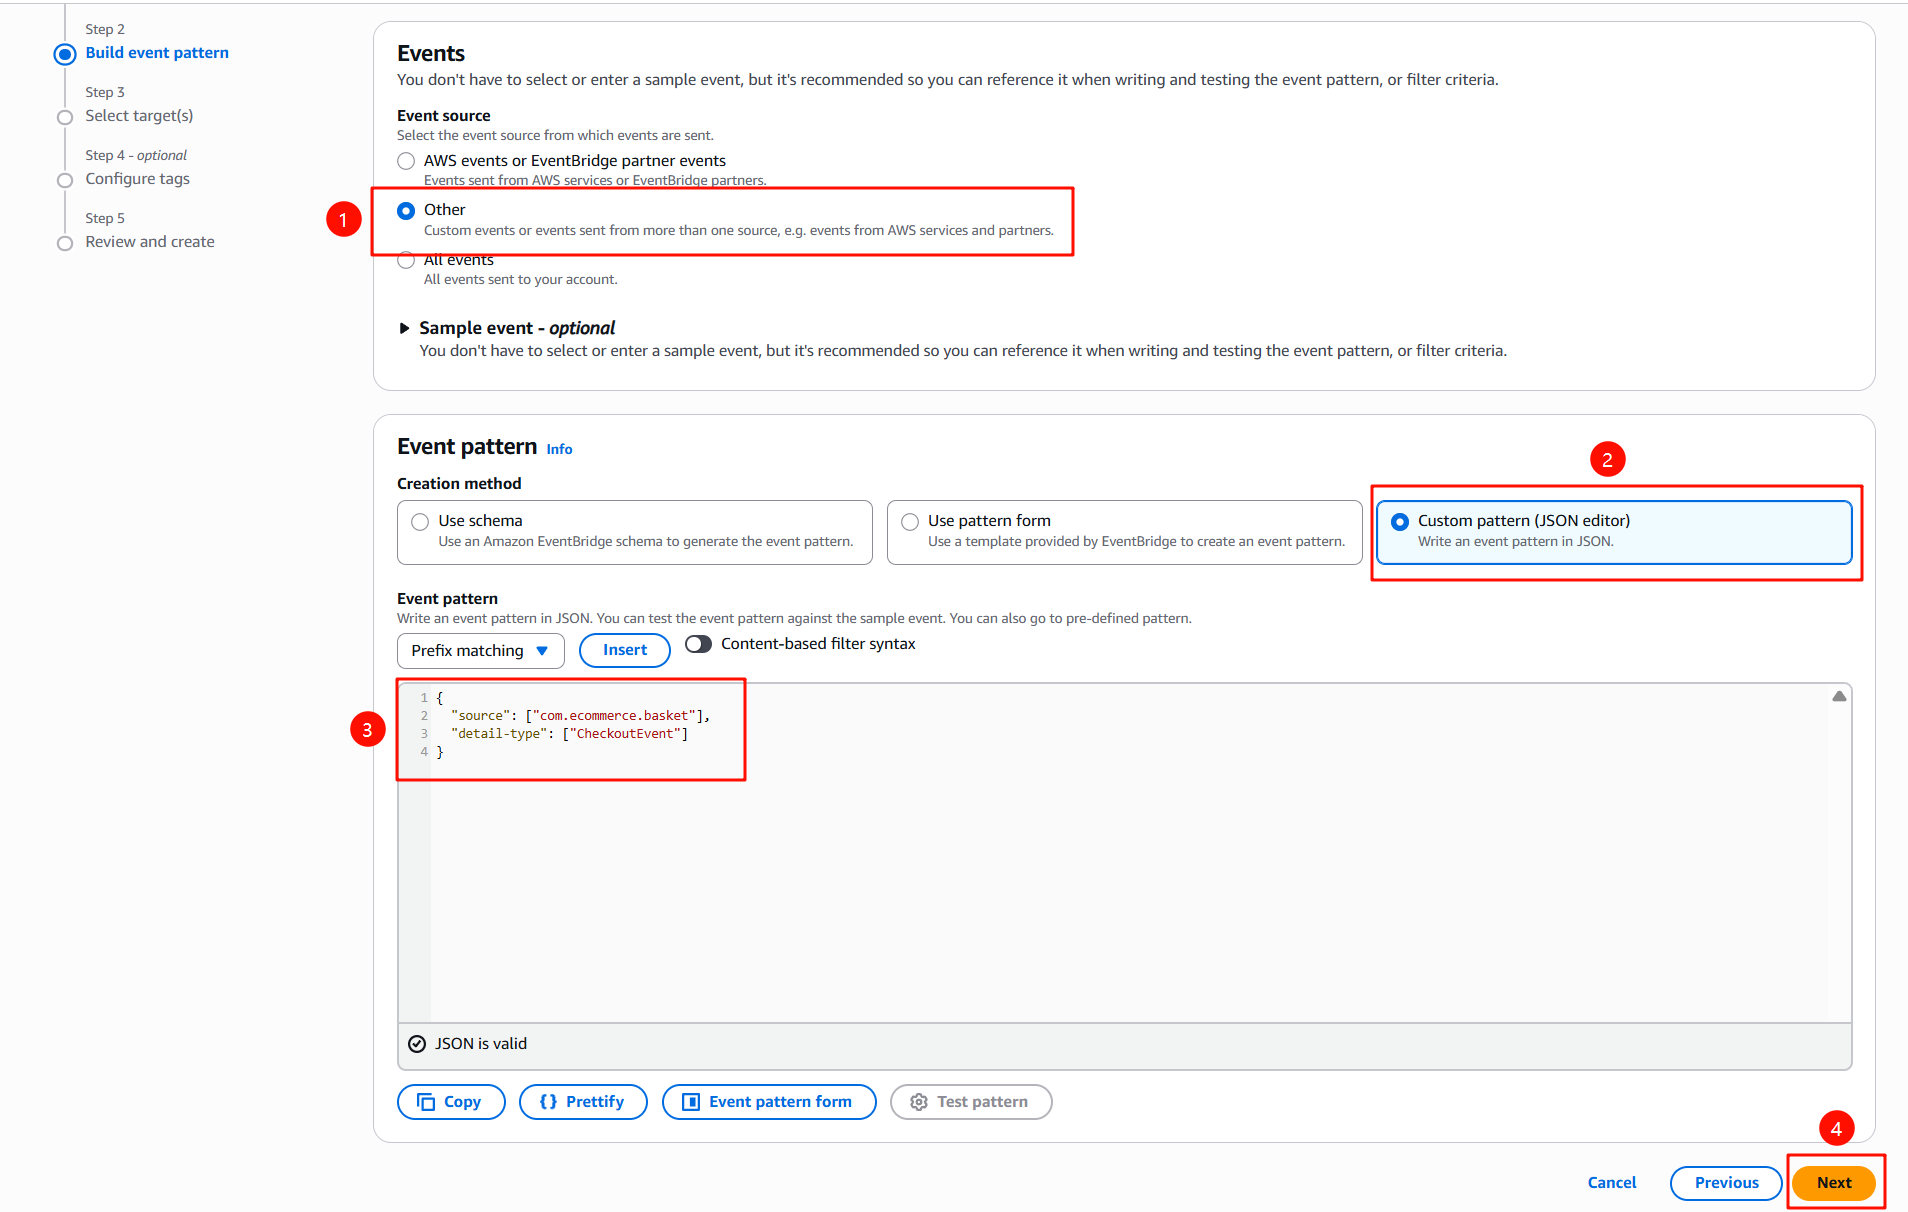 Step 2
Build event pattern
Step 3
Select target(s)
Step 4 - optional
Configure tags
Step 5
Review and create
Events
You don't have to select or enter a sample event, but it's recommended so you can reference it when writing and testing the event pattern, or filter criteria.
Event source
Select the event source from which events are sent.
AWS events or EventBridge partner events
Events sent from AWS services or EventBridge partners.
1
Other
Custom events or events sent from more than one source, e.g. events from AWS services and partners.
All events
All events sent to your account.
Sample event - optional
You don't have to select or enter a sample event, but it's recommended so you can reference it when writing and testing the event pattern, or filter criteria.
Event pattern Info
2
Creation method
Use schema
Use an Amazon EventBridge schema to generate the event pattern.
Use pattern form
Use a template provided by EventBridge to create an event pattern.
Custom pattern (JSON editor)
Write an event pattern in JSON.
Event pattern
Write an event pattern in JSON. You can test the event pattern against the sample event. You can also go to pre-defined pattern.
Prefix matching Insert Content-based filter syntax
3
1 {
2 "source": ["com.ecommerce.basket"],
3 "detail-type": ["CheckoutEvent"]
4 }
JSON is valid
Copy {} Prettify Event pattern form Test pattern
4
Cancel Previous Next